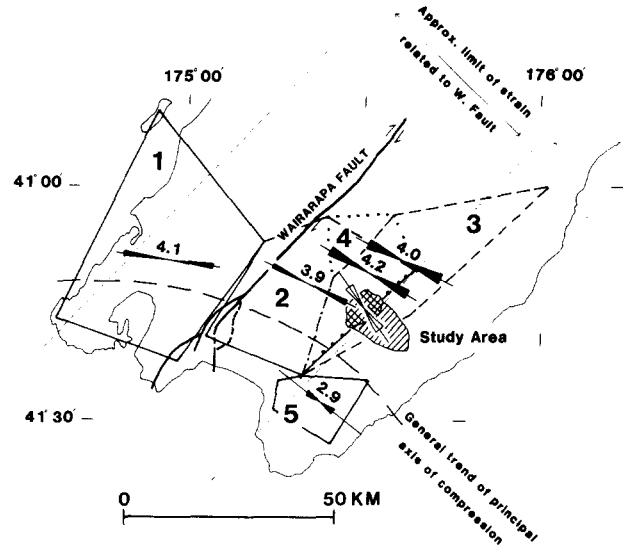 Approx. limit of strain
related to W. Fault
175°00'
176°00'
41°00'
1
WAIRARAPA FAULT
3
4
4.1
4.0
4.2
3.9
2
Study Area
2.9
5
41°30'
General trend of principal
axis of compression
0
50 KM